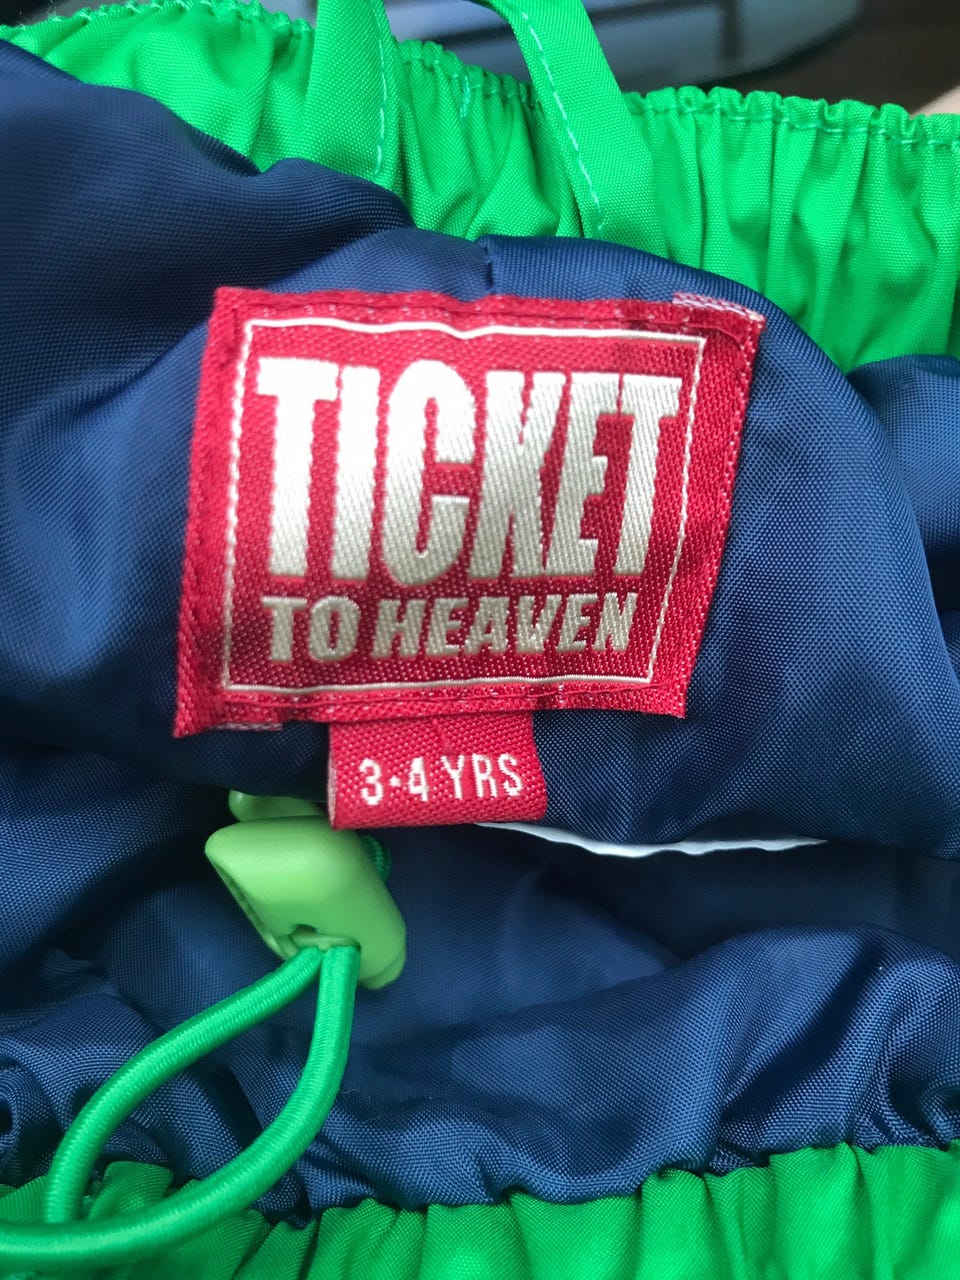 TICKET
TO HEAVEN
3-4 YRS